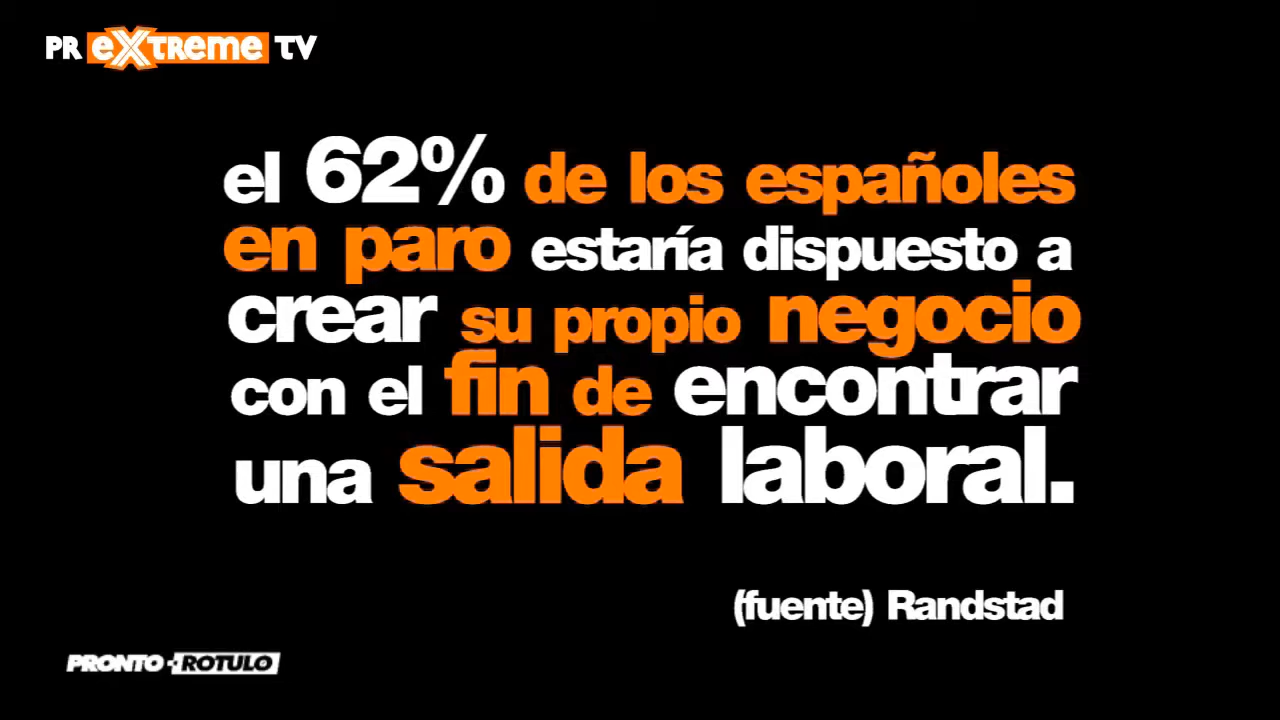 PR eXtreme TV
el 62% de los españoles
en paro estaría dispuesto a
crear su propio negocio
con el fin de encontrar
una salida laboral.
(fuente) Randstad
PRONTO-ROTULO